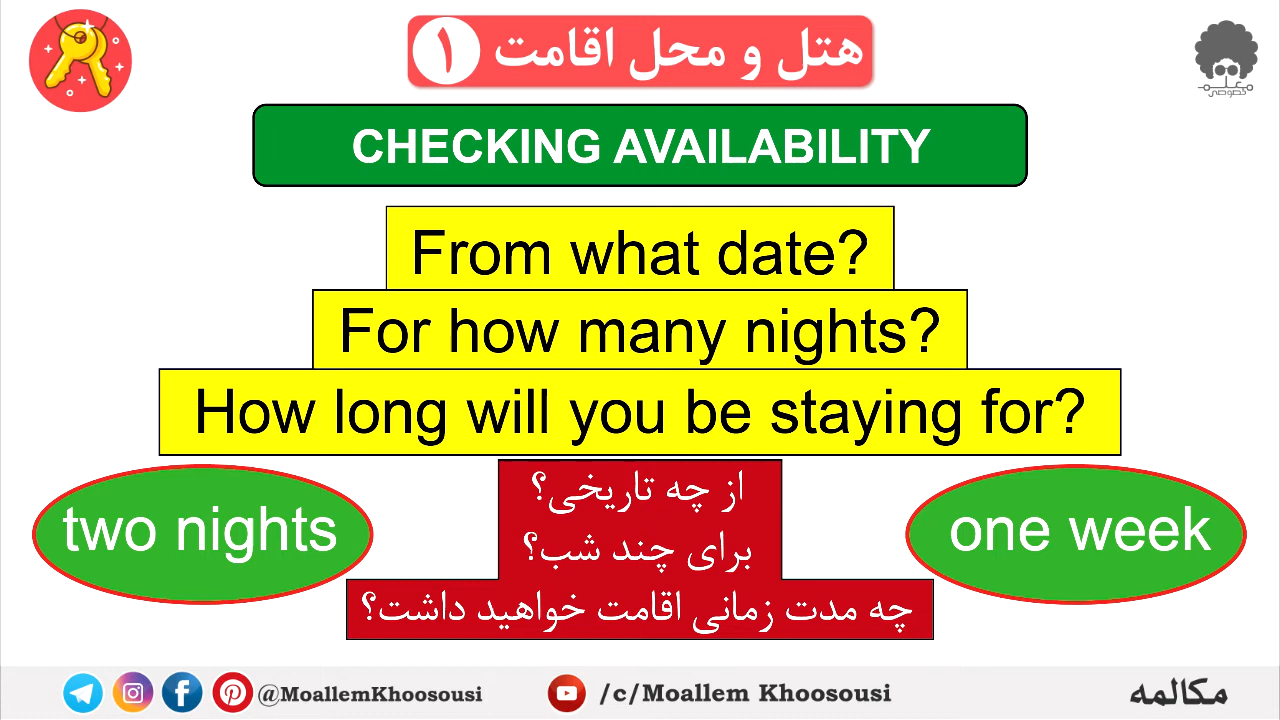 هتل و محل اقامت ۱
معلم خصوصی
CHECKING AVAILABILITY
From what date?
For how many nights?
How long will you be staying for?
two nights
one week
از چه تاریخی؟
برای چند شب؟
چه مدت زمانی اقامت خواهید داشت؟
@MoallemKhoosousi
/c/Moallem Khoosousi
مکالمه